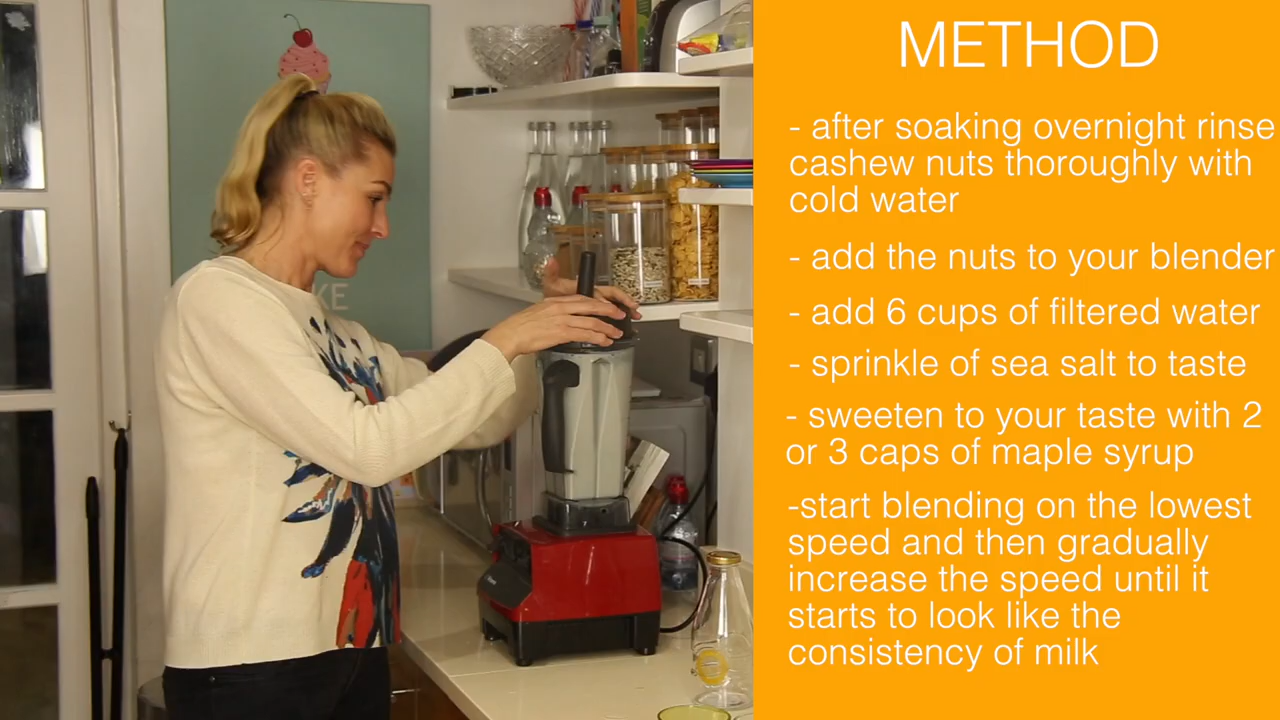 METHOD
- after soaking overnight rinse
cashew nuts thoroughly with
cold water
- add the nuts to your blender
- add 6 cups of filtered water
- sprinkle of sea salt to taste
- sweeten to your taste with 2
or 3 caps of maple syrup
-start blending on the lowest
speed and then gradually
increase the speed until it
starts to look like the
consistency of milk
KE